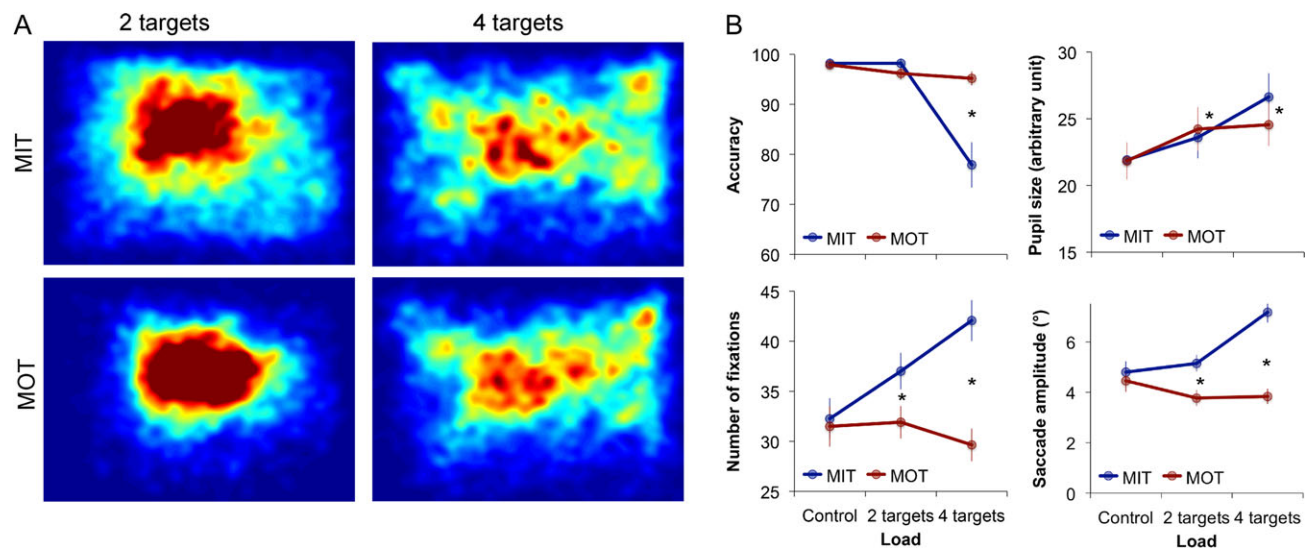 A
2 targets
4 targets
MIT
MOT
B
Accuracy
100
90
80
70
60
*
MIT
MOT
Pupil size (arbitrary unit)
30
25
20
15
*
*
MIT
MOT
Number of fixations
45
40
35
30
25
*
*
MIT
MOT
Control
2 targets
4 targets
Load
Saccade amplitude (°)
6
4
2
0
*
*
MIT
MOT
Control
2 targets
4 targets
Load